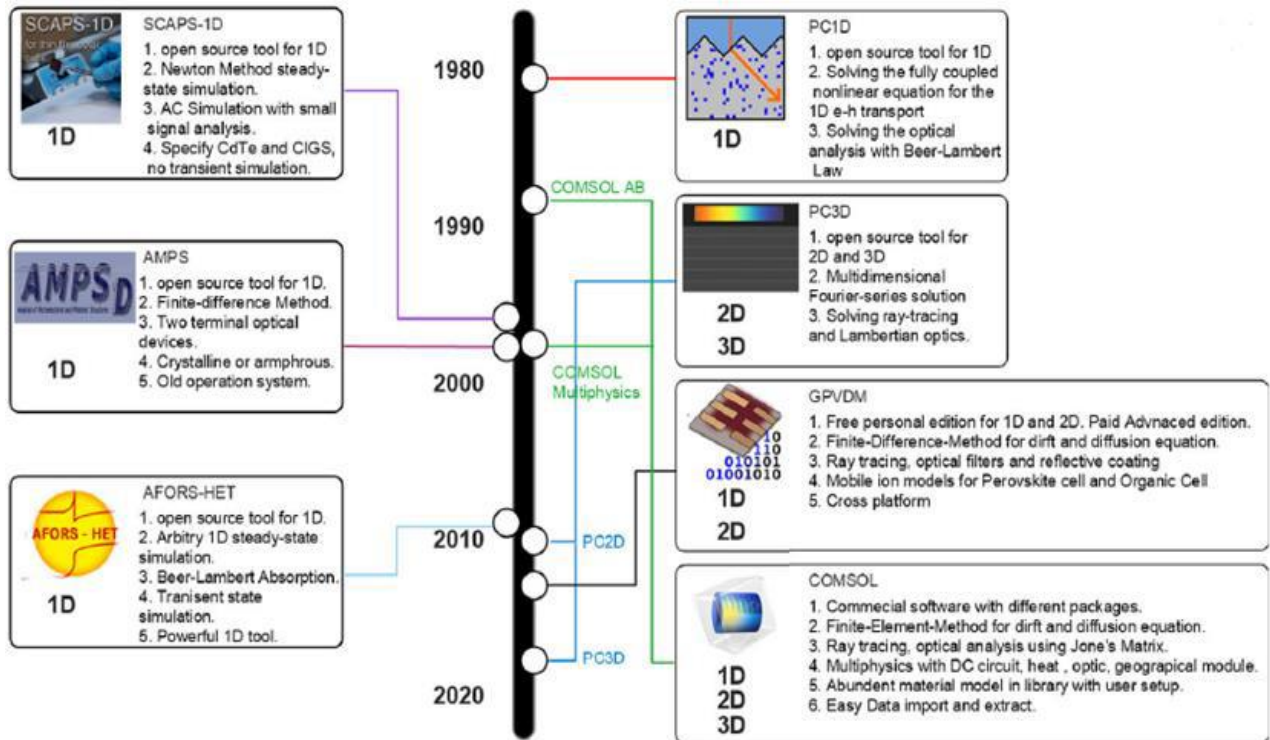 SCAPS-1D
for thin film solar
1D
SCAPS-1D
1. open source tool for 1D
2. Newton Method steady-
state simulation.
3. AC Simulation with small
signal analysis.
4. Specify CdTe and CIGS,
no transient simulation.
AMPS D
1D
AMPS
1. open source tool for 1D.
2. Finite-difference Method.
3. Two terminal optical
devices.
4. Crystalline or armphrous.
5. Old operation system.
AFORS - HET
1D
AFORS-HET
1. open source tool for 1D.
2. Arbitry 1D steady-state
simulation.
3. Beer-Lambert Absorption.
4. Tranisent state
simulation.
5. Powerful 1D tool.
1980
1990
2000
2010
2020
COMSOL AB
COMSOL
Multiphysics
PC2D
PC3D
1D
PC1D
1. open source tool for 1D
2. Solving the fully coupled
nonlinear equation for the
1D e-h transport
3. Solving the optical
analysis with Beer-Lambert
Law
2D
3D
PC3D
1. open source tool for
2D and 3D
2. Multidimensional
Fourier-series solution
3. Solving ray-tracing
and Lambertian optics.
10
110
010101
01001010
1D
2D
GPVDM
1. Free personal edition for 1D and 2D. Paid Advnaced edition.
2. Finite-Difference-Method for dirft and diffusion equation.
3. Ray tracing, optical filters and reflective coating
4. Mobile ion models for Perovskite cell and Organic Cell
5. Cross platform
1D
2D
3D
COMSOL
1. Commecial software with different packages.
2. Finite-Element-Method for dirft and diffusion equation.
3. Ray tracing, optical analysis using Jone's Matrix.
4. Multiphysics with DC circuit, heat , optic, geograpical module.
5. Abundent material model in library with user setup.
6. Easy Data import and extract.